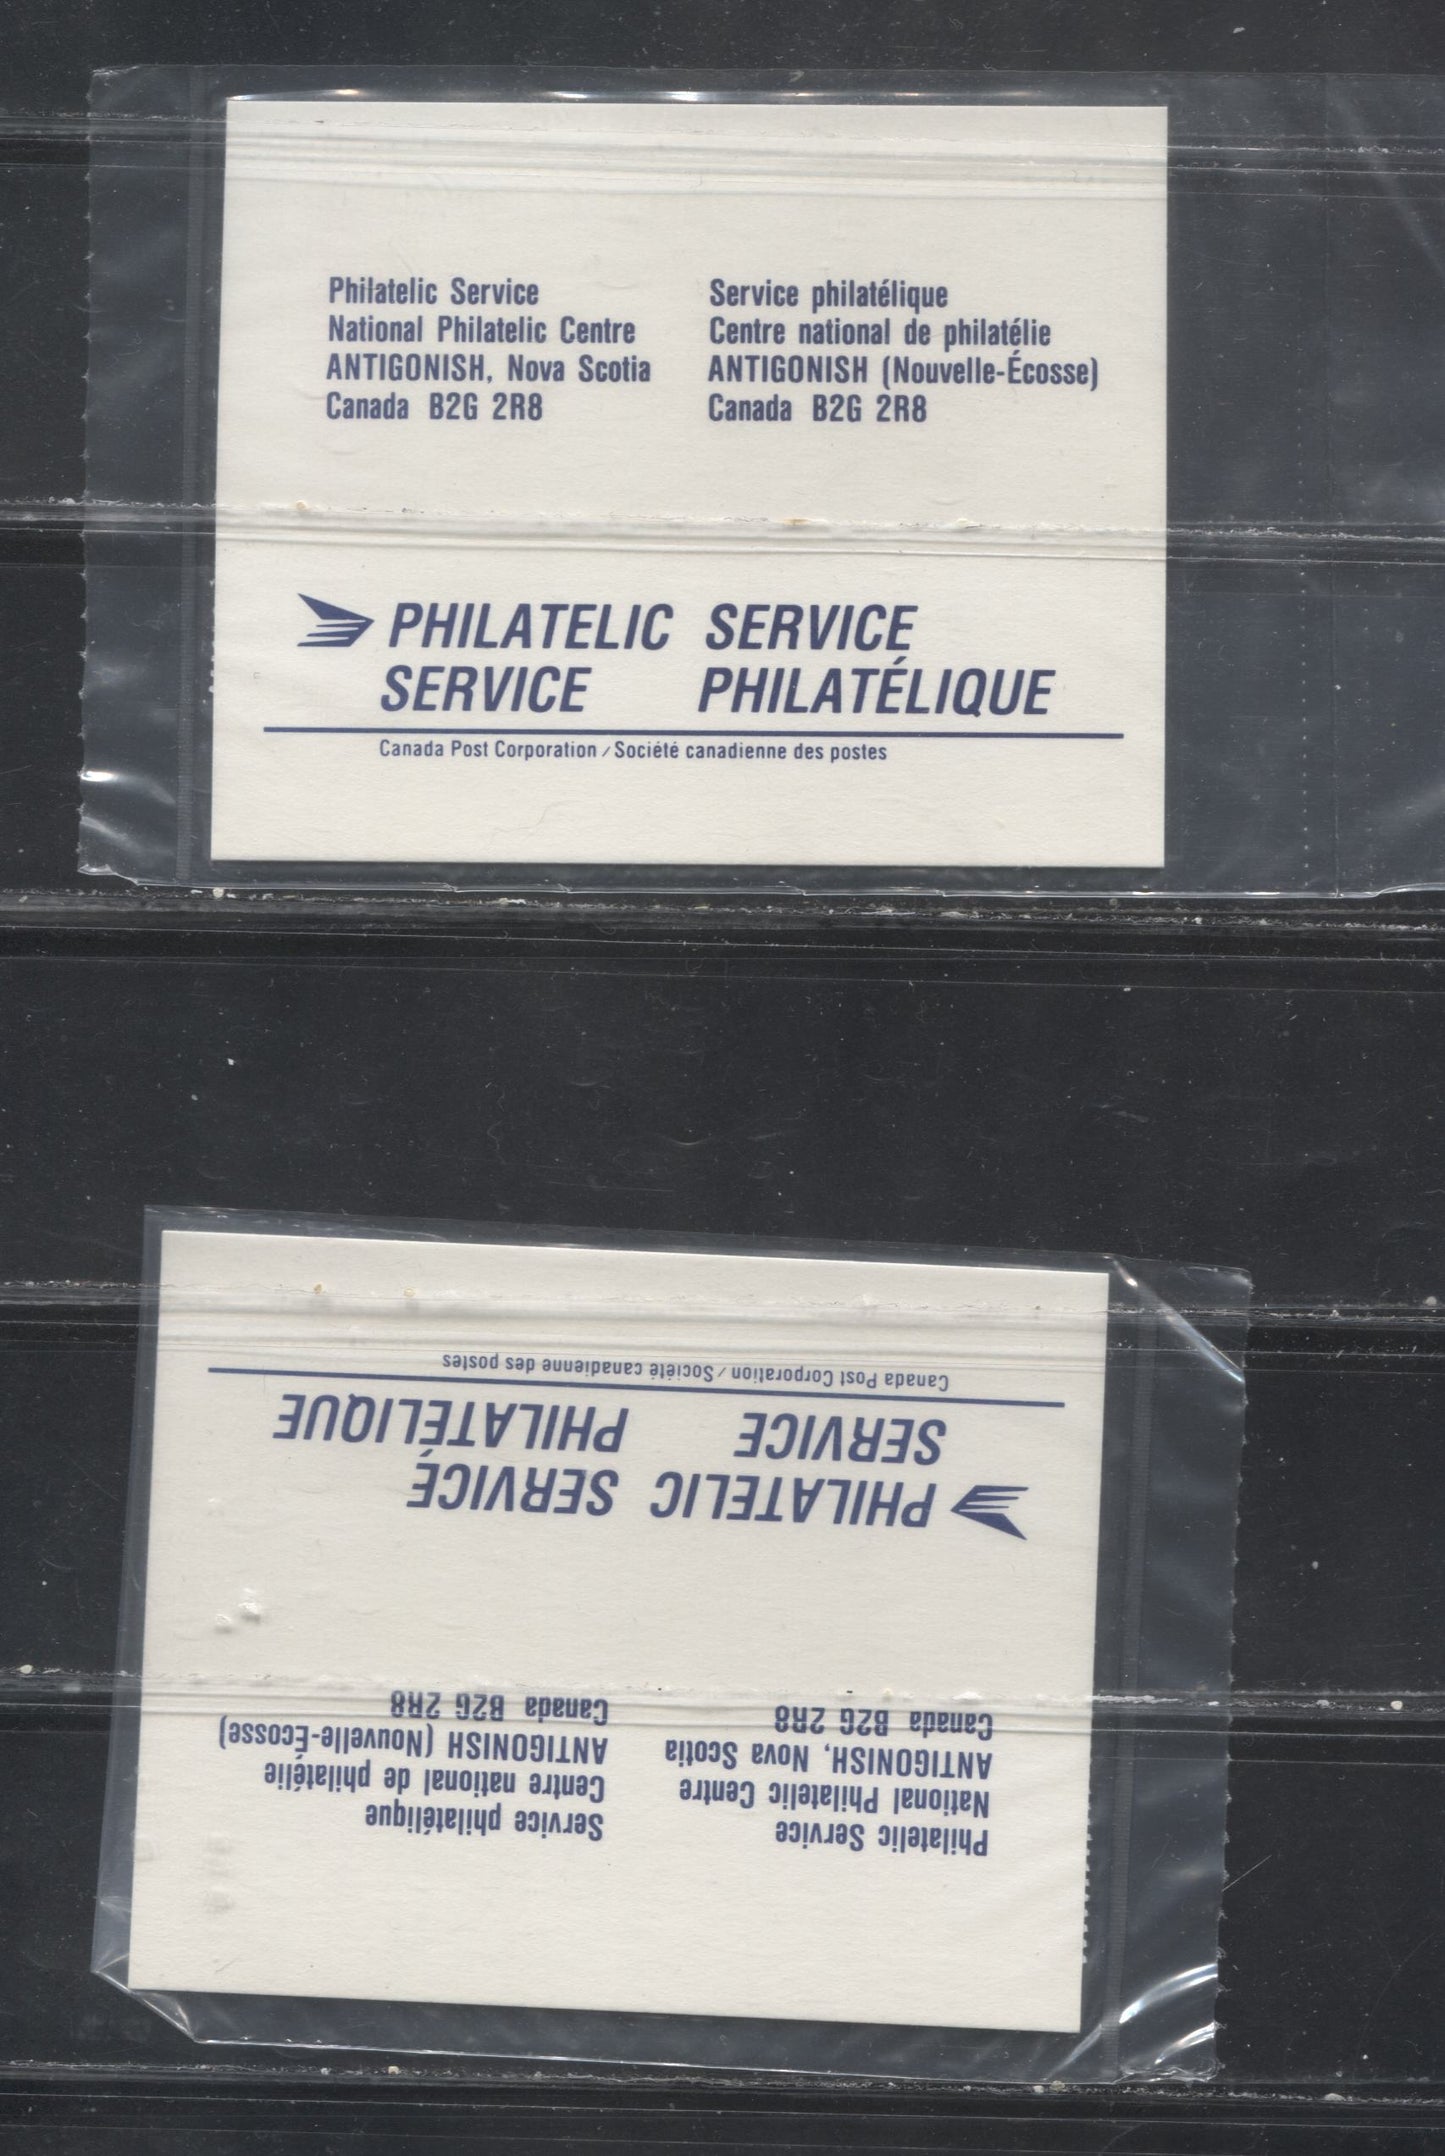 Philatelic Service
National Philatelic Centre
ANTIGONISH, Nova Scotia
Canada B2G 2R8
Service philatélique
Centre national de philatélie
ANTIGONISH (Nouvelle-Écosse)
Canada B2G 2R8
PHILATELIC SERVICE
SERVICE PHILATÉLIQUE
Canada Post Corporation / Société canadienne des postes
Philatelic Service
National Philatelic Centre
ANTIGONISH, Nova Scotia
Canada B2G 2R8
Service philatélique
Centre national de philatélie
ANTIGONISH (Nouvelle-Écosse)
Canada B2G 2R8
PHILATELIC SERVICE
SERVICE PHILATÉLIQUE
Canada Post Corporation / Société canadienne des postes